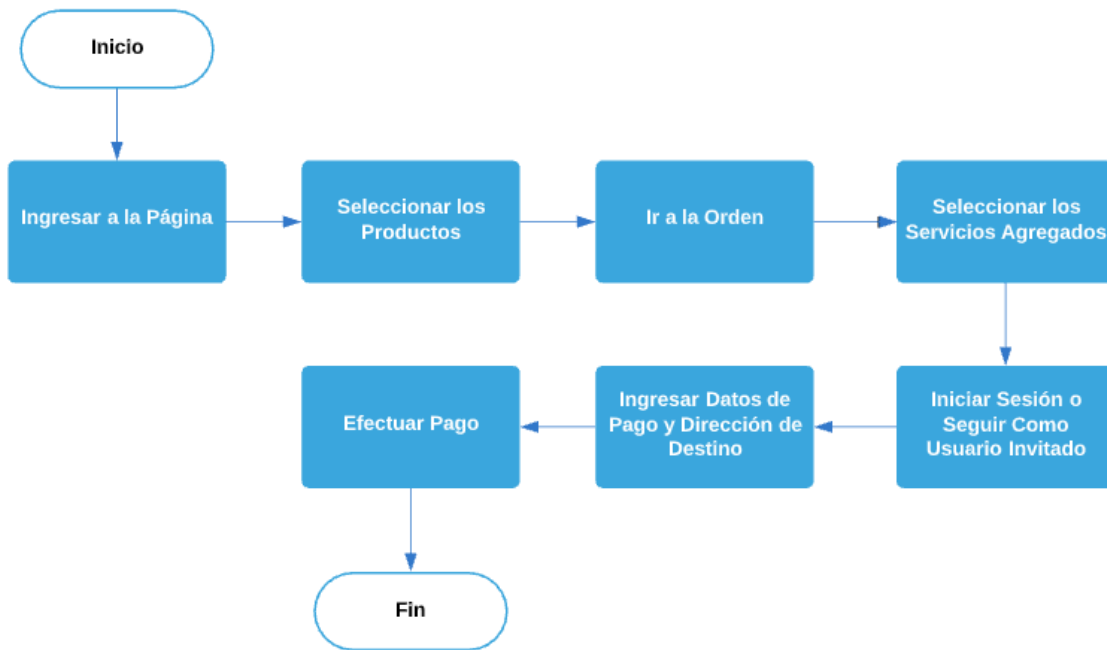 Inicio
Ingresar a la Página
Seleccionar los
Productos
Ir a la Orden
Seleccionar los
Servicios Agregados
Iniciar Sesión o
Seguir Como
Usuario Invitado
Ingresar Datos de
Pago y Dirección de
Destino
Efectuar Pago
Fin